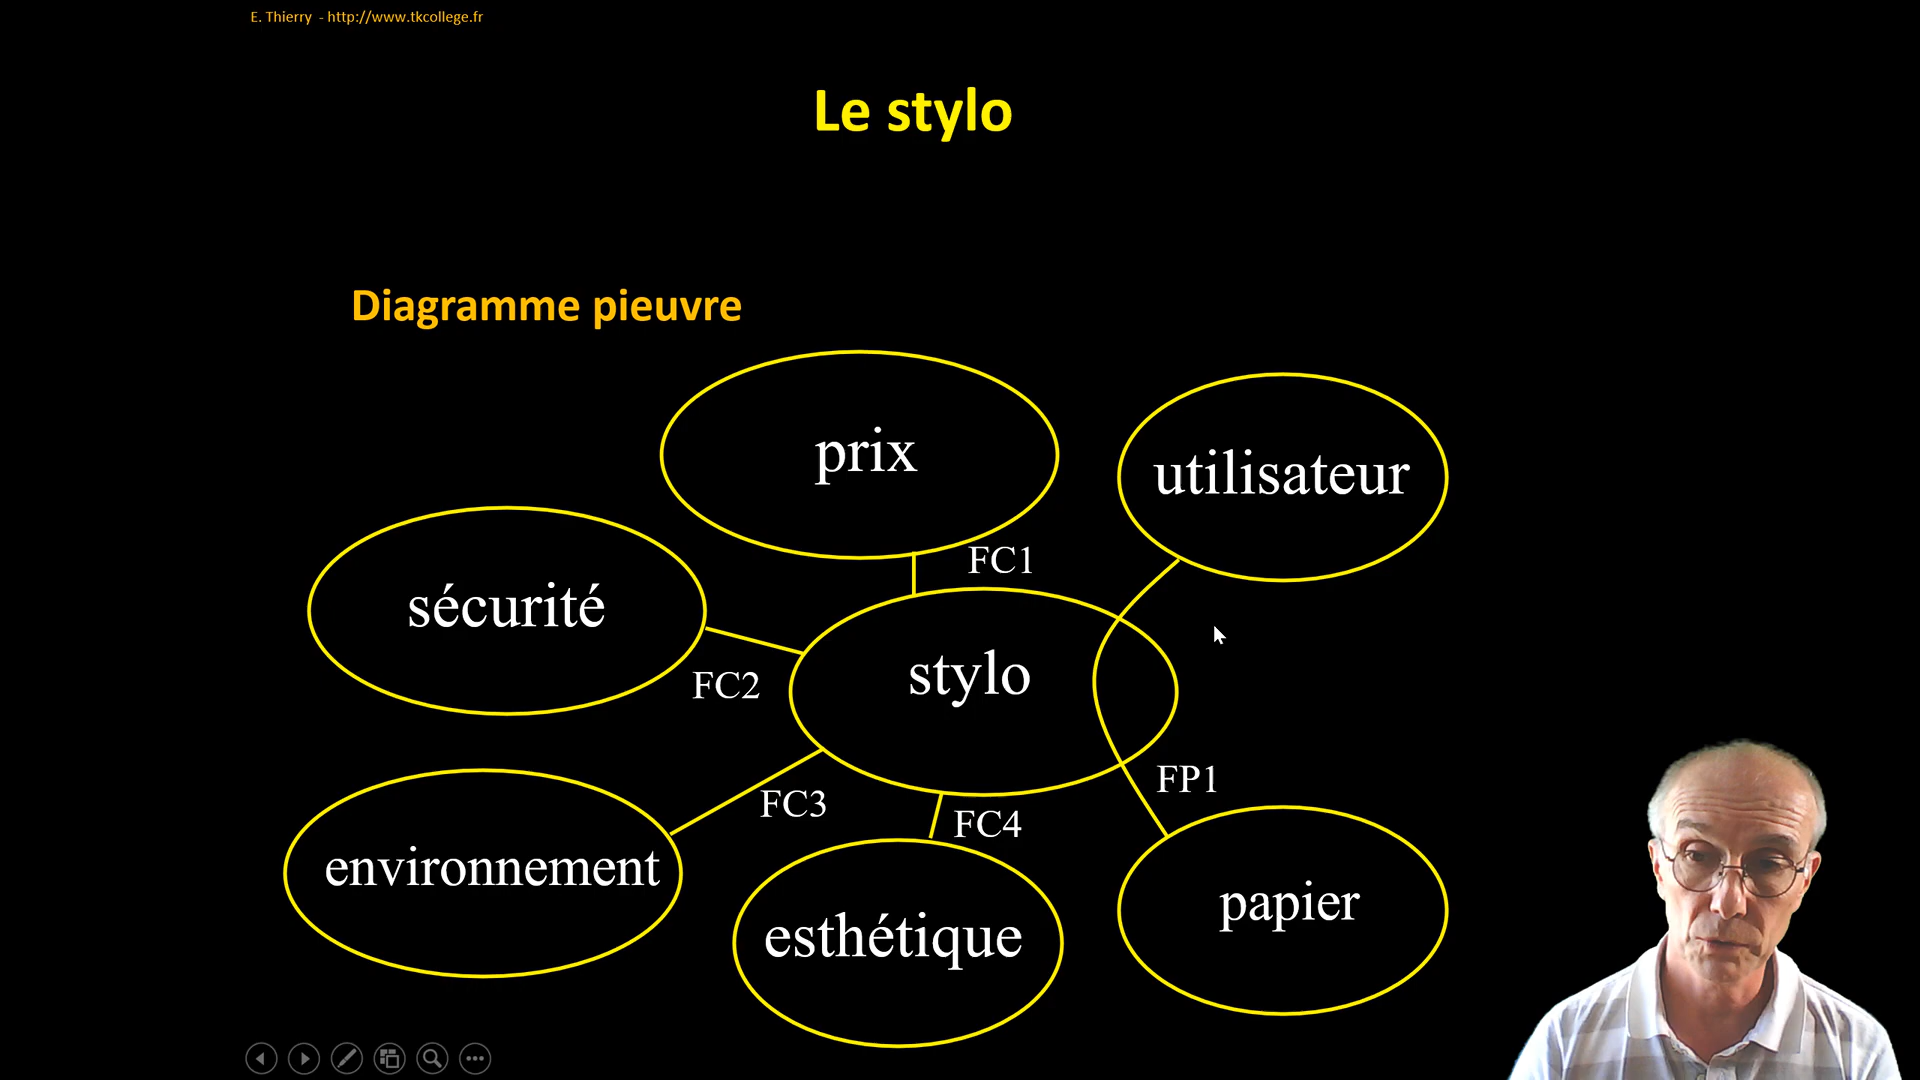 E. Thierry - http://www.tkcollege.fr
Le stylo
Diagramme pieuvre
prix
utilisateur
FC1
sécurité
stylo
FC2
FP1
FC3
FC4
environnement
papier
esthétique